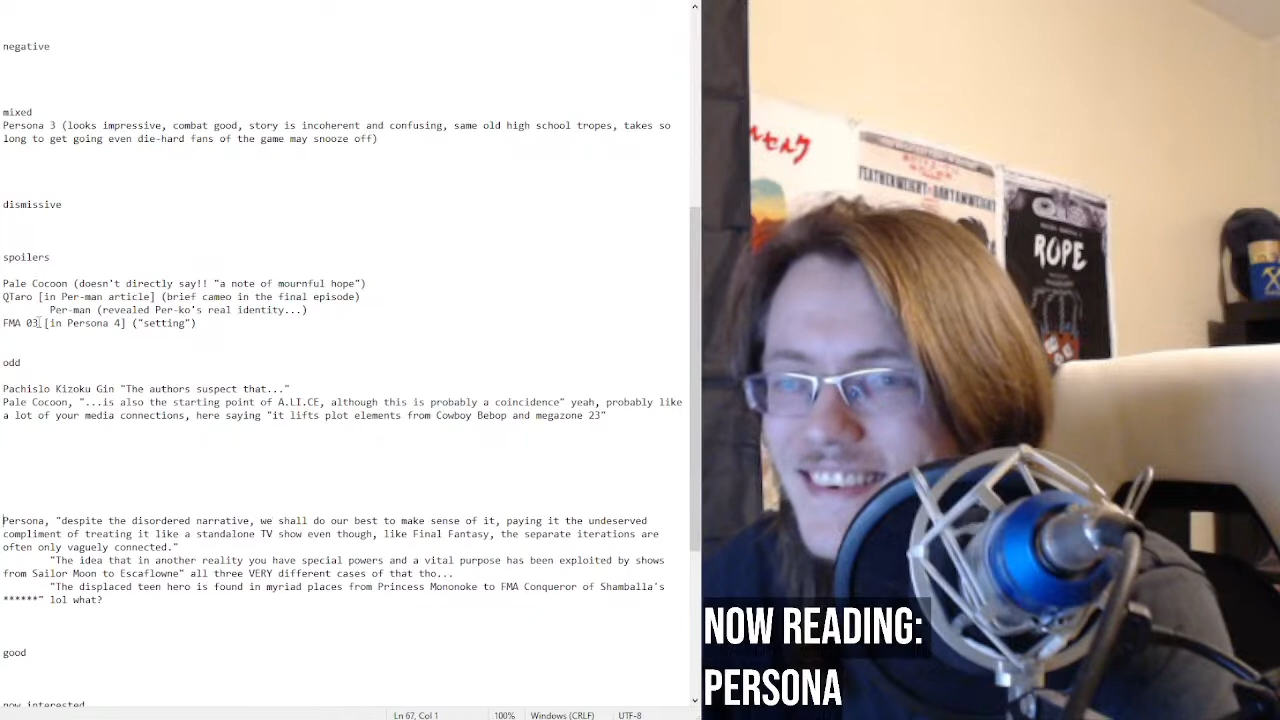 negative
mixed
Persona 3 (looks impressive, combat good, story is incoherent and confusing, same old high school tropes, takes so
long to get going even die-hard fans of the game may snooze off)
dismissive
spoilers
Pale Cocoon (doesn't directly say!! "a note of mournful hope")
QTaro [in Per-man article] (brief cameo in the final episode)
Per-man (revealed Per-ko's real identity...)
FMA 03 [in Persona 4] ("setting")
odd
Pachislo Kizoku Gin "The authors suspect that..."
Pale Cocoon, "...is also the starting point of A.LI.CE, although this is probably a coincidence" yeah, probably like
a lot of your media connections, here saying "it lifts plot elements from Cowboy Bebop and megazone 23"
Persona, "despite the disordered narrative, we shall do our best to make sense of it, paying it the undeserved
compliment of treating it like a standalone TV show even though, like Final Fantasy, the separate iterations are
often only vaguely connected."
"The idea that in another reality you have special powers and a vital purpose has been exploited by shows
from Sailor Moon to Escaflowne" all three VERY different cases of that tho...
"The displaced teen hero is found in myriad places from Princess Mononoke to FMA Conqueror of Shamballa's
******" lol what?
good
now interested
Ln 67, Col 1
100%
Windows (CRLF)
UTF-8
ルセルク
FEATHERWEIGHT
BANTAMWEIGHT
ROPE
NOW READING:
PERSONA